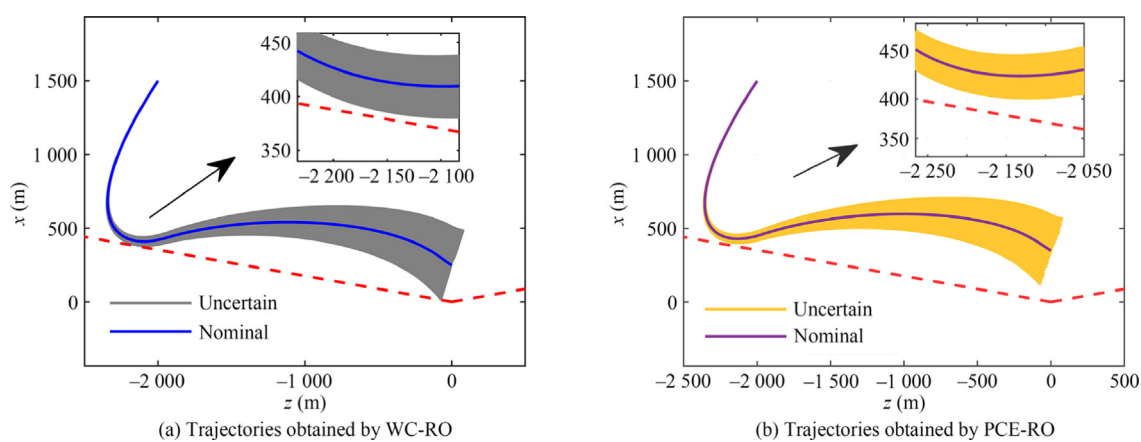 450
400
350
–2 200 –2 150 –2 100
1 500
1 000
500
0
x (m)
Uncertain
Nominal
–2 000 –1 000 0
z (m)
(a) Trajectories obtained by WC-RO
450
400
350
–2 250 –2 150 –2 050
1 500
1 000
500
0
x (m)
Uncertain
Nominal
–2 500 –2 000 –1 500 –1 000 –500 0 500
z (m)
(b) Trajectories obtained by PCE-RO